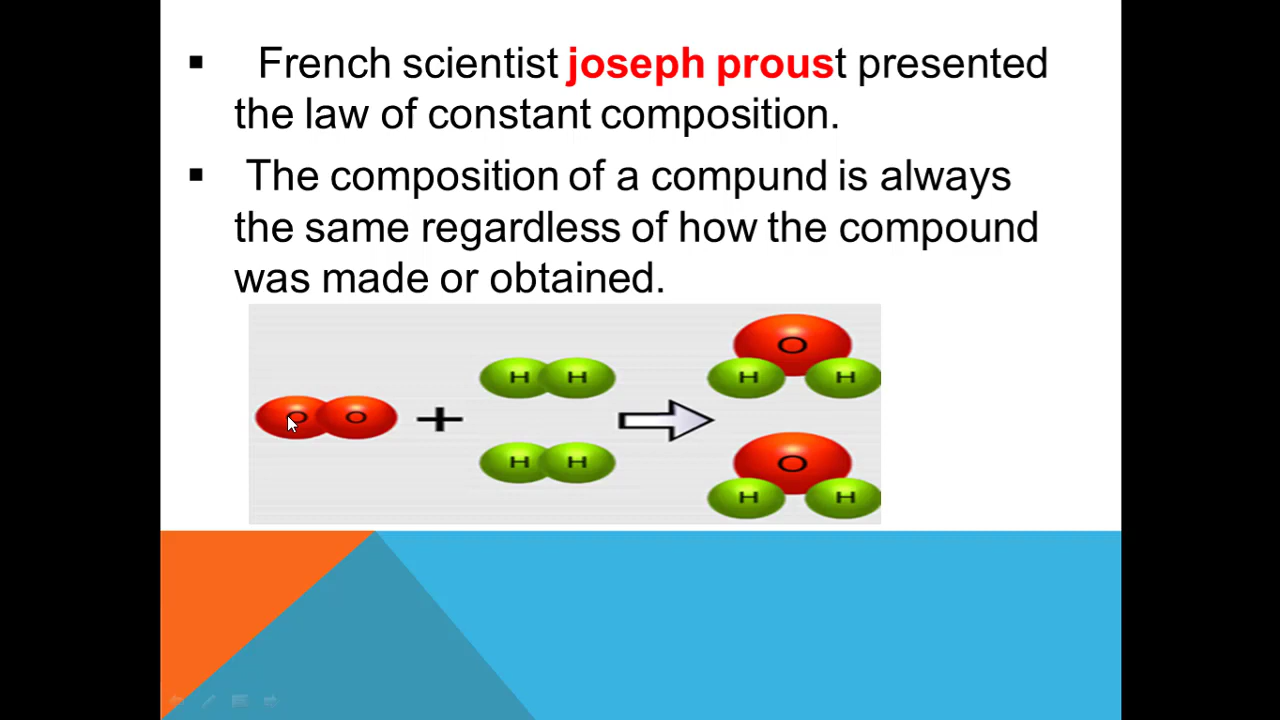 ▪ French scientist joseph proust presented
the law of constant composition.
▪ The composition of a compund is always
the same regardless of how the compound
was made or obtained.
O
H H H H
O O + H H
O
H H H H